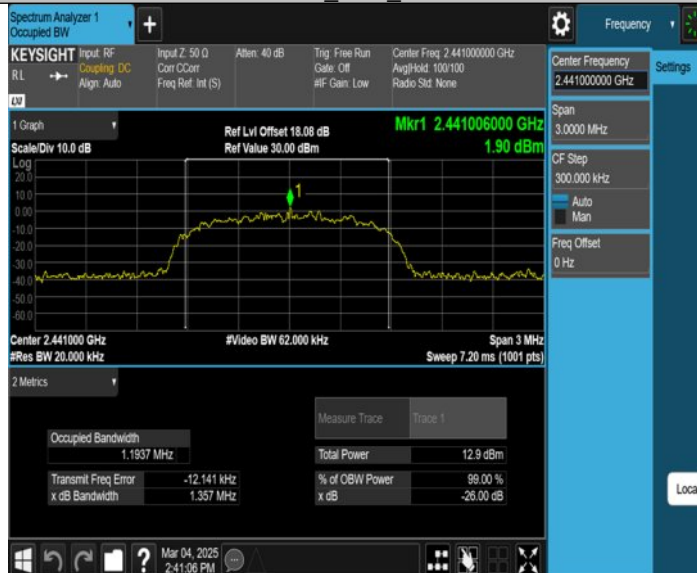 Spectrum Analyzer 1
Occupied BW
Frequency
KEYSIGHT
Input: RF
Coupling: DC
Align: Auto
Input Z: 50 Ω
Corr CCorr
Freq Ref: Int (S)
Atten: 40 dB
Trig: Free Run
Gate: Off
#IF Gain: Low
Center Freq: 2.441000000 GHz
Avg|Hold: 100/100
Radio Std: None
RL
LXI
Center Frequency
2.441000000 GHz
Settings
Span
3.0000 MHz
CF Step
300.000 kHz
Auto
Man
Freq Offset
0 Hz
1 Graph
Scale/Div 10.0 dB
Ref Lvl Offset 18.08 dB
Ref Value 30.00 dBm
Mkr1 2.441006000 GHz
1.90 dBm
Log
20.0
10.0
0.00
-10.0
-20.0
-30.0
-40.0
-50.0
-60.0
1
Center 2.441000 GHz
#Video BW 62.000 kHz
Span 3 MHz
#Res BW 20.000 kHz
Sweep 7.20 ms (1001 pts)
2 Metrics
Measure Trace
Trace 1
Occupied Bandwidth
1.1937 MHz
Total Power
12.9 dBm
Transmit Freq Error
-12.141 kHz
% of OBW Power
99.00 %
x dB Bandwidth
1.357 MHz
x dB
-26.00 dB
Loca
?
Mar 04, 2025
2:41:06 PM